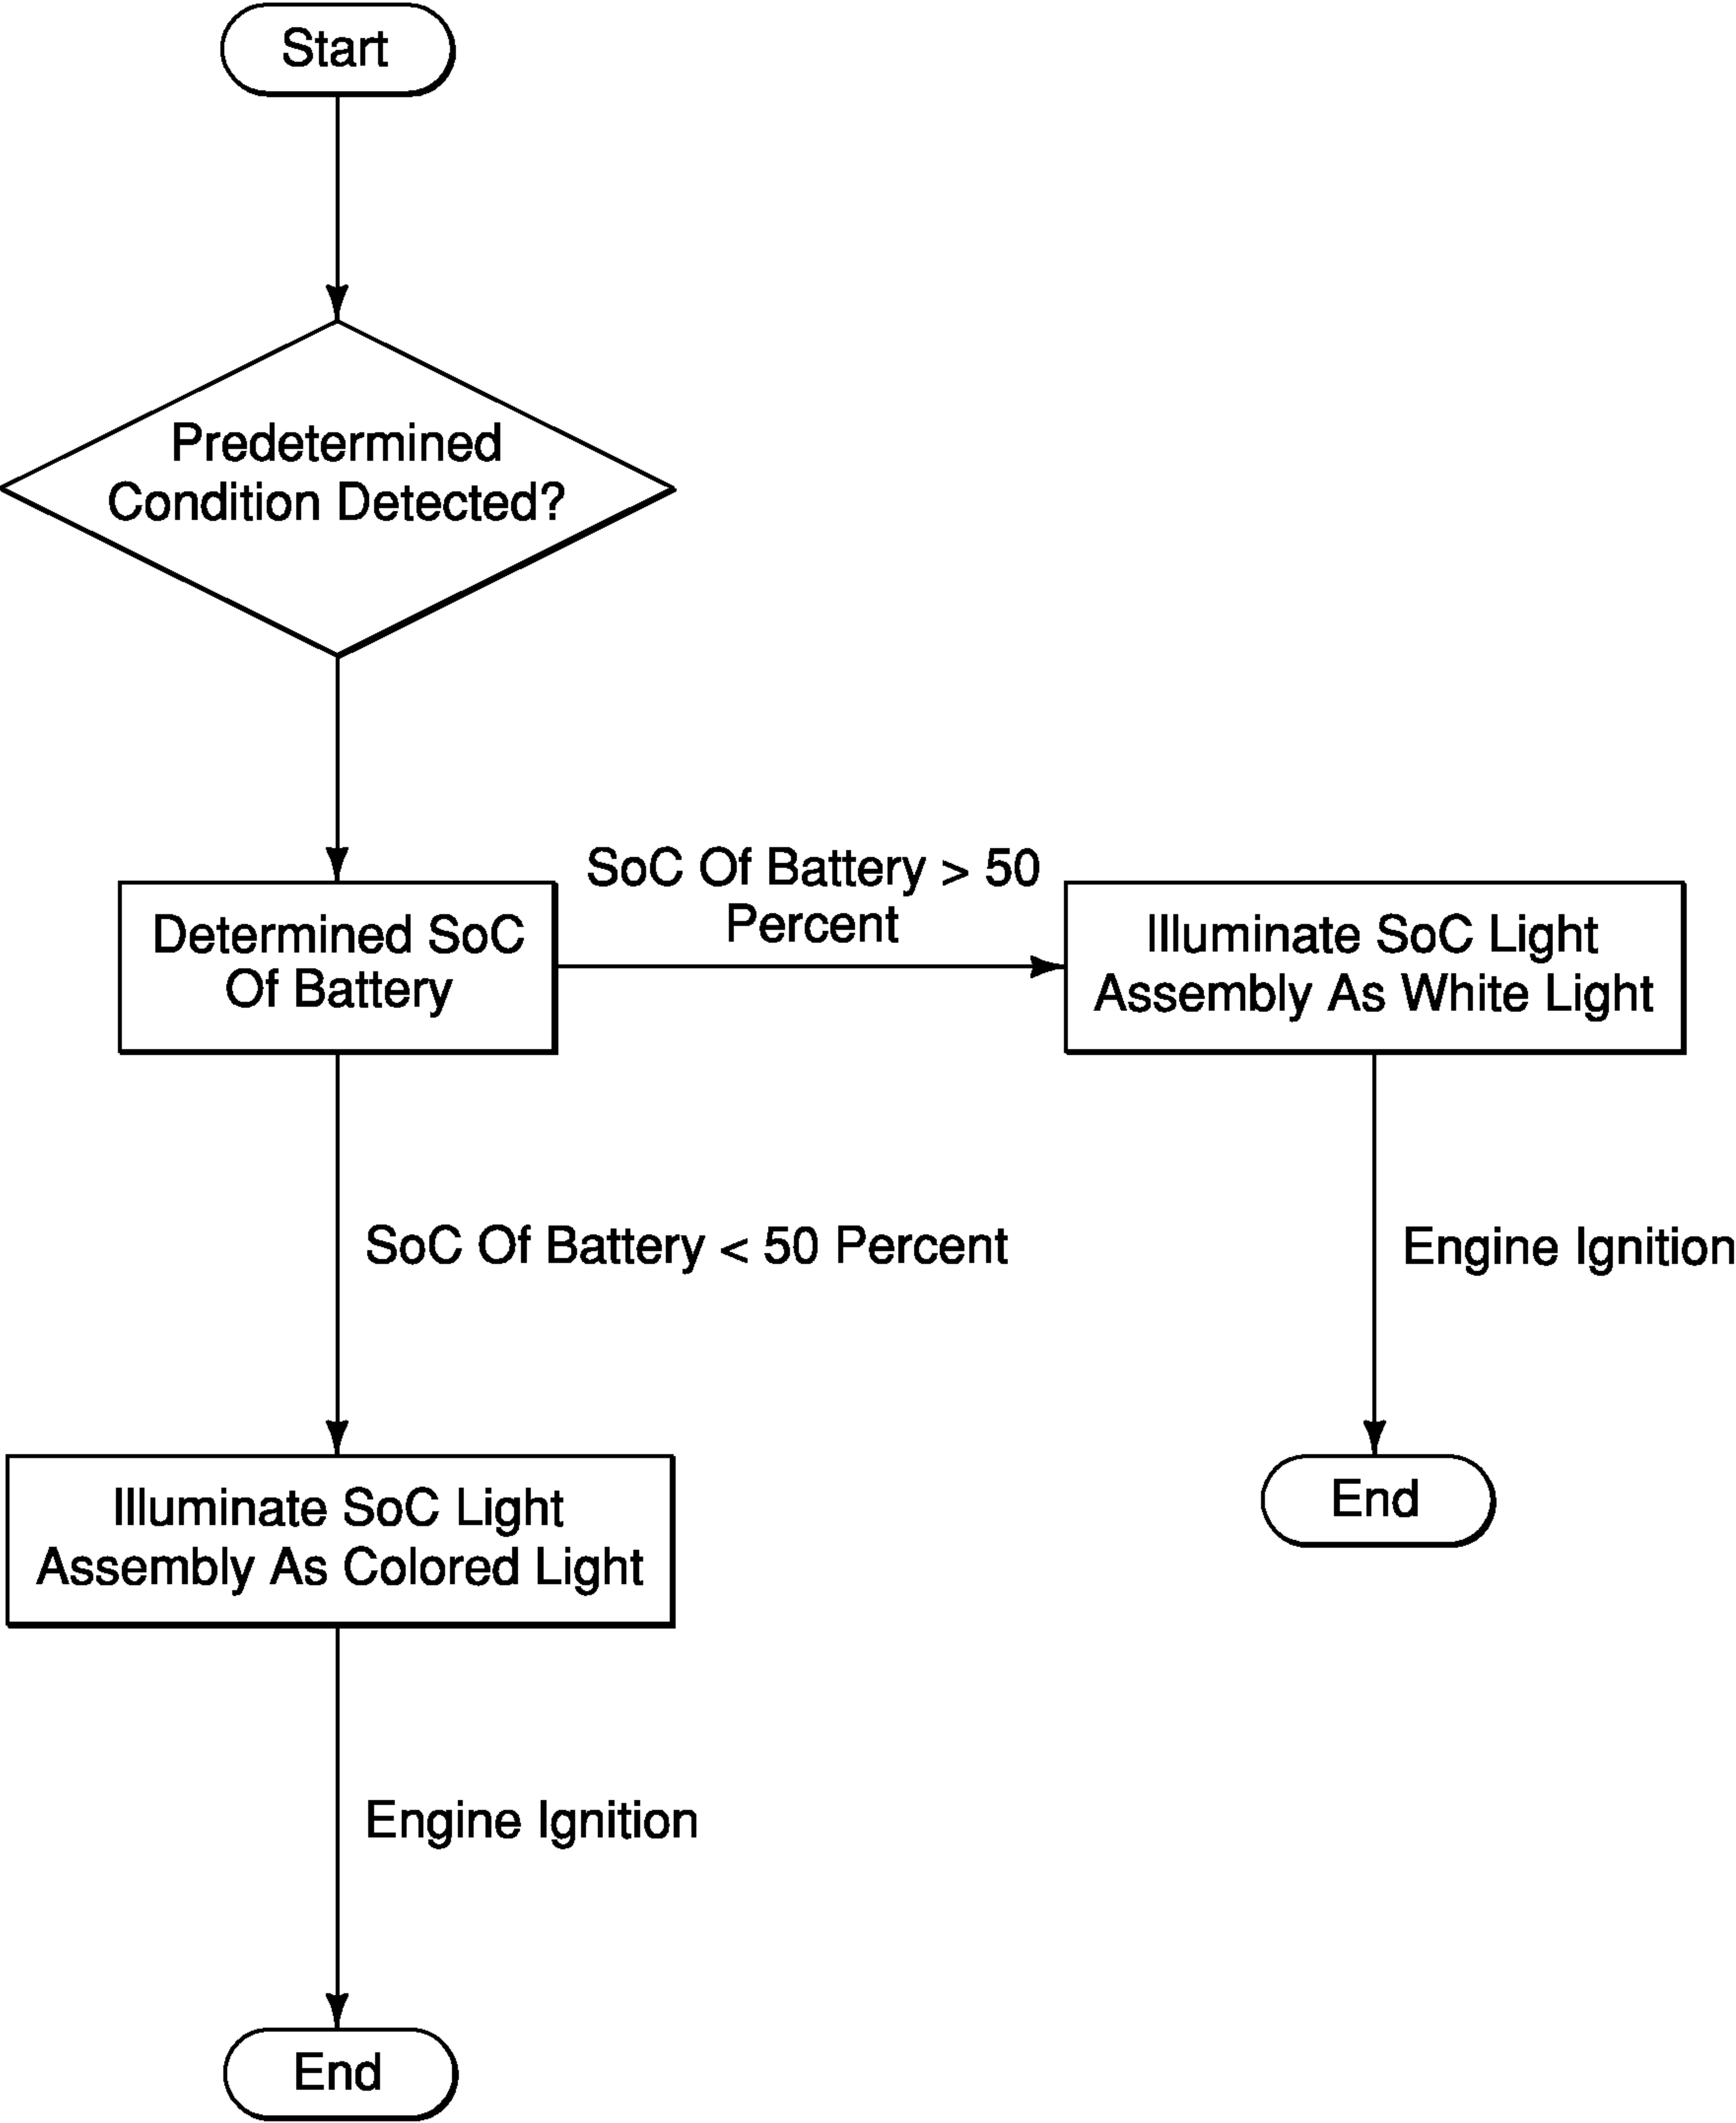 Start
Predetermined
Condition Detected?
SoC Of Battery > 50
Percent
Determined SoC
Of Battery
Illuminate SoC Light
Assembly As White Light
SoC Of Battery < 50 Percent
Engine Ignition
Illuminate SoC Light
Assembly As Colored Light
End
Engine Ignition
End